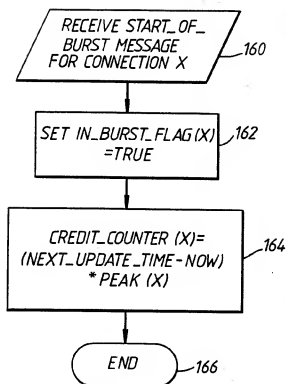 RECEIVE START_OF_
BURST MESSAGE
FOR CONNECTION X
160
SET IN_BURST_FLAG(X)
=TRUE
162
CREDIT_COUNTER (X)=
(NEXT_UPDATE_TIME-NOW)
* PEAK (X)
164
END
166